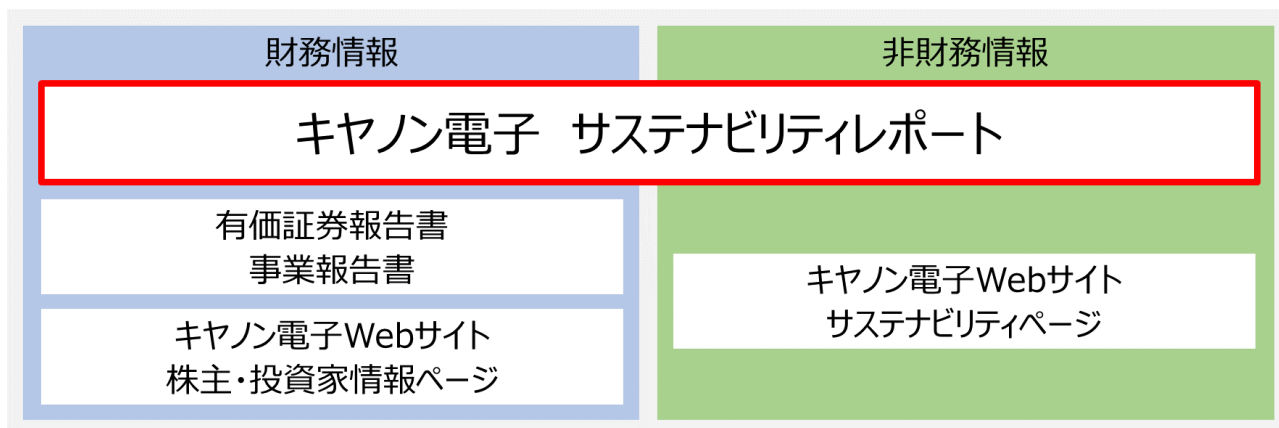 財務情報
非財務情報
キヤノン電子　サステナビリティレポート
有価証券報告書
事業報告書
キヤノン電子Webサイト
株主・投資家情報ページ
キヤノン電子Webサイト
サステナビリティページ